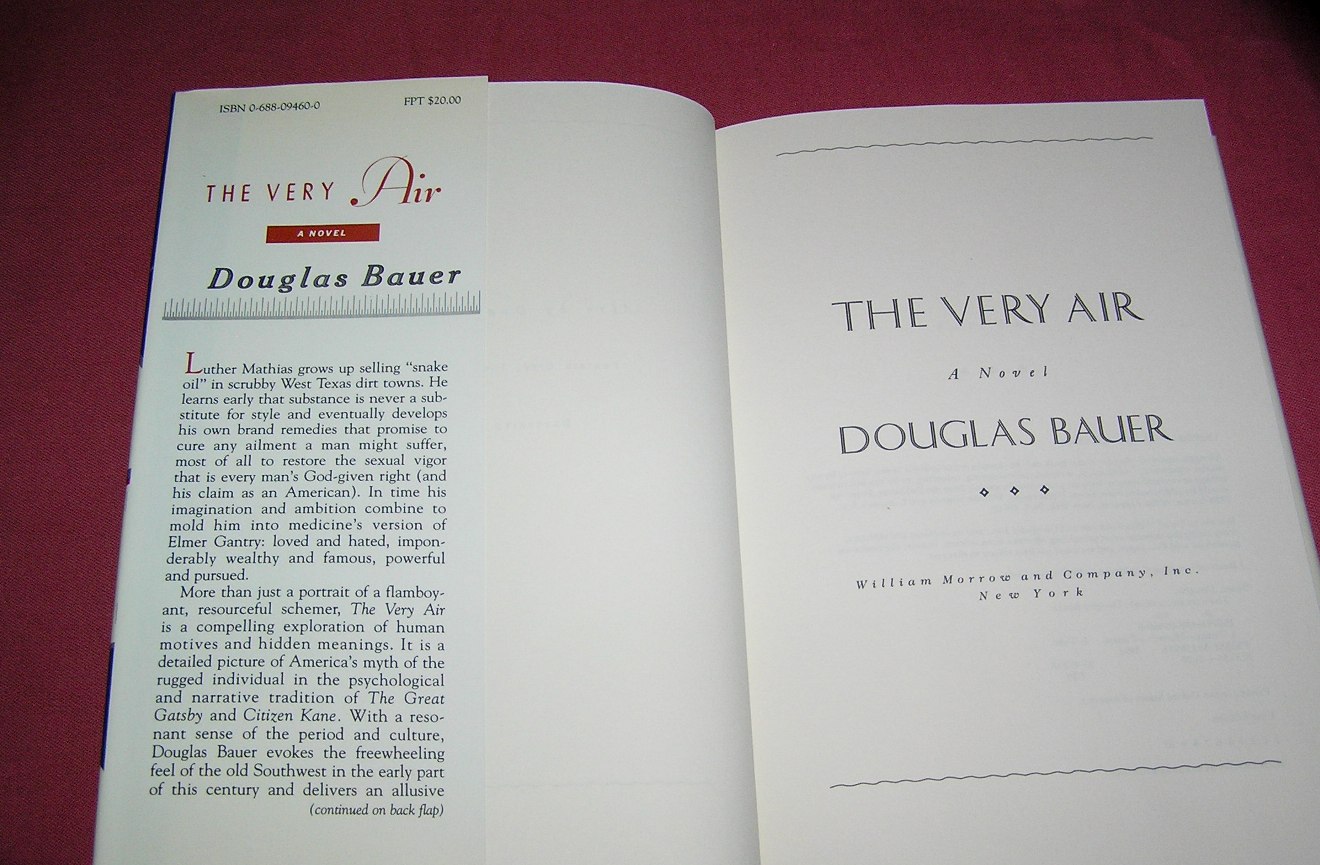 ISBN 0-688-09460-0 FPT $20.00
THE VERY Air
A NOVEL
Douglas Bauer
Luther Mathias grows up selling “snake
oil” in scrubby West Texas dirt towns. He
learns early that substance is never a sub-
stitute for style and eventually develops
his own brand remedies that promise to
cure any ailment a man might suffer,
most of all to restore the sexual vigor
that is every man’s God-given right (and
his claim as an American). In time his
imagination and ambition combine to
mold him into medicine’s version of
Elmer Gantry: loved and hated, impon-
derably wealthy and famous, powerful
and pursued.
More than just a portrait of a flamboy-
ant, resourceful schemer, The Very Air
is a compelling exploration of human
motives and hidden meanings. It is a
detailed picture of America’s myth of the
rugged individual in the psychological
and narrative tradition of The Great
Gatsby and Citizen Kane. With a reso-
nant sense of the period and culture,
Douglas Bauer evokes the freewheeling
feel of the old Southwest in the early part
of this century and delivers an allusive
(continued on back flap)
THE VERY AIR
A Novel
DOUGLAS BAUER
William Morrow and Company, Inc.
New York